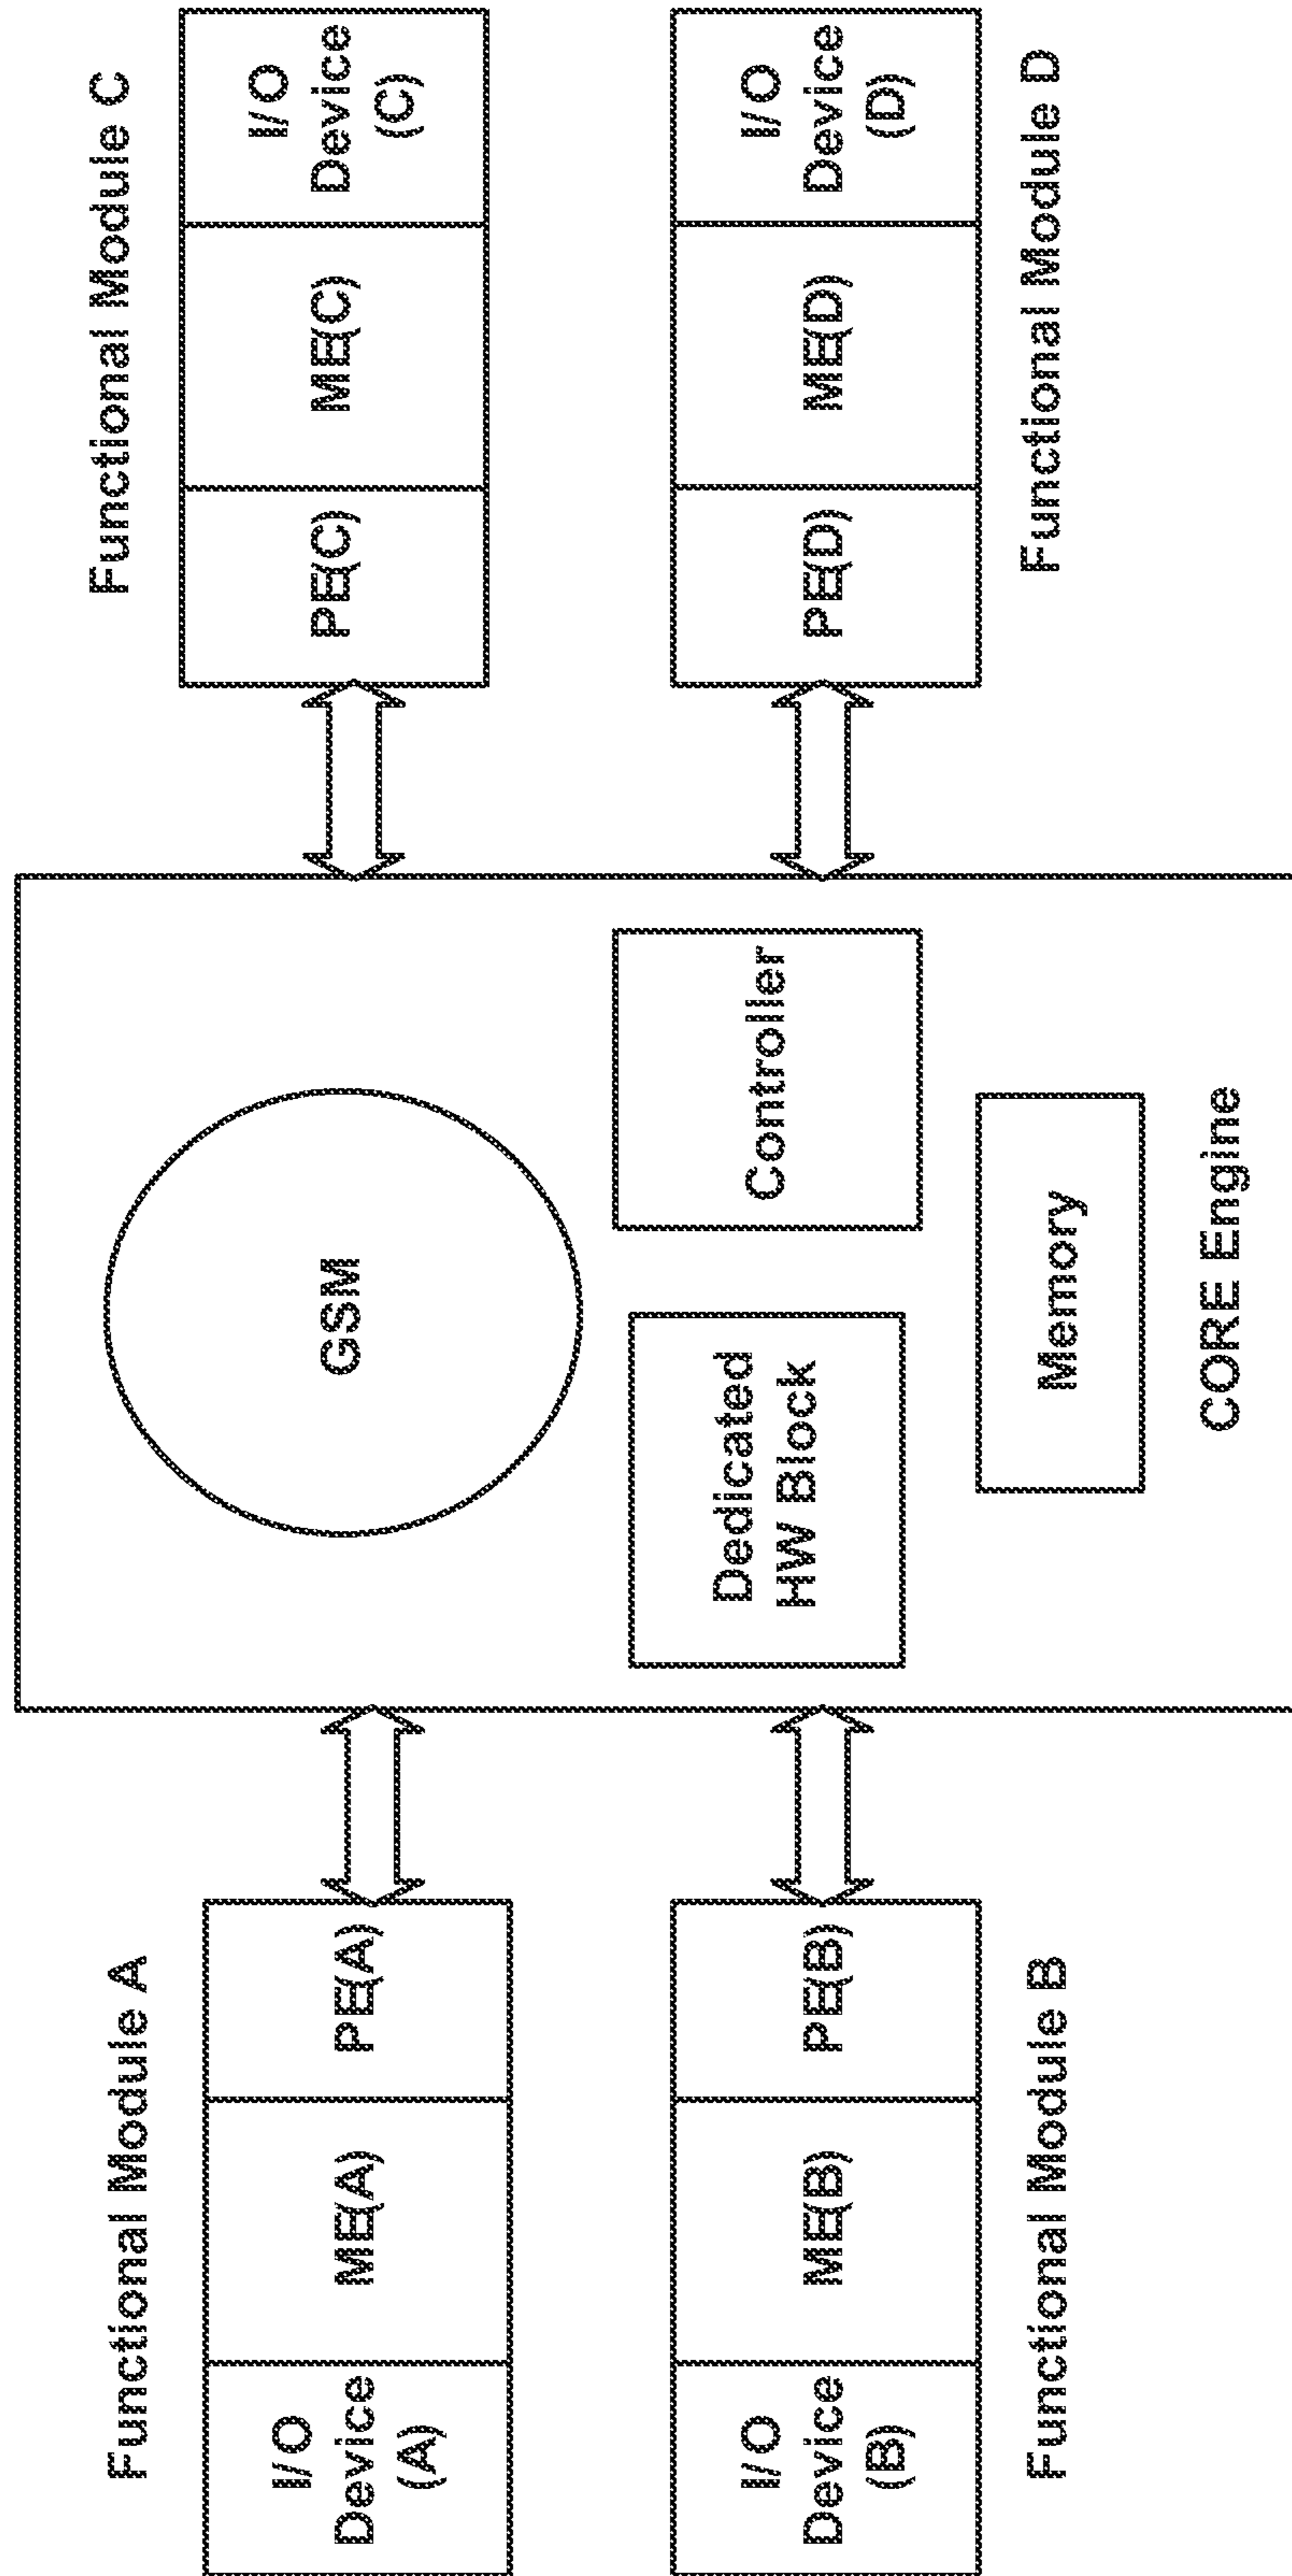 Functional Module A
I/O
Device
(A)
ME(A)
PE(A)
I/O
Device
(B)
ME(B)
PE(B)
Functional Module B
GSM
Dedicated
HW Block
Controller
Memory
CORE Engine
Functional Module C
PE(C)
ME(C)
I/O
Device
(C)
PE(D)
ME(D)
I/O
Device
(D)
Functional Module D